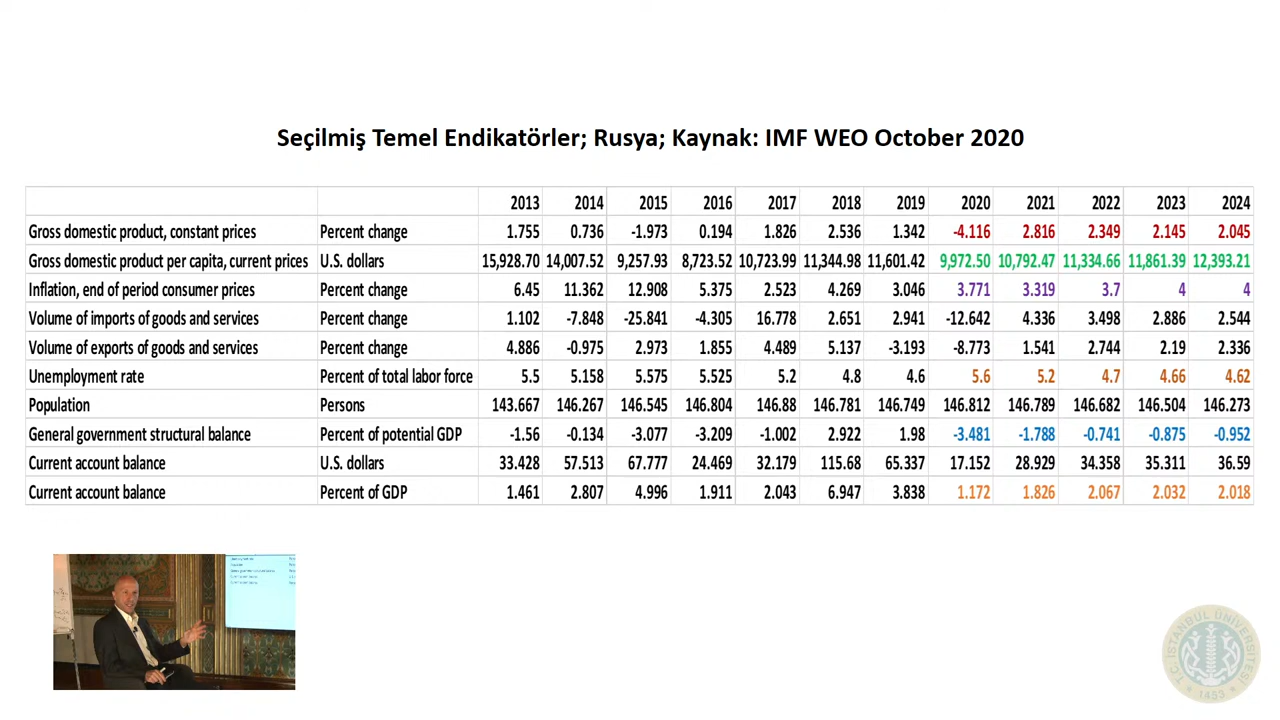 Seçilmiş Temel Endikatörler; Rusya; Kaynak: IMF WEO October 2020
2013 2014 2015 2016 2017 2018 2019 2020 2021 2022 2023 2024
Gross domestic product, constant prices Percent change 1.755 0.736 -1.973 0.194 1.826 2.536 1.342 -4.116 2.816 2.349 2.145 2.045
Gross domestic product per capita, current prices U.S. dollars 15,928.70 14,007.52 9,257.93 8,723.52 10,723.99 11,344.98 11,601.42 9,972.50 10,792.47 11,334.66 11,861.39 12,393.21
Inflation, end of period consumer prices Percent change 6.45 11.362 12.908 5.375 2.523 4.269 3.046 3.771 3.319 3.7 4 4
Volume of imports of goods and services Percent change 1.102 -7.848 -25.841 -4.305 16.778 2.651 2.941 -12.642 4.336 3.498 2.886 2.544
Volume of exports of goods and services Percent change 4.886 -0.975 2.973 1.855 4.489 5.137 -3.193 -8.773 1.541 2.744 2.19 2.336
Unemployment rate Percent of total labor force 5.5 5.158 5.575 5.525 5.2 4.8 4.6 5.6 5.2 4.7 4.66 4.62
Population Persons 143.667 146.267 146.545 146.804 146.88 146.781 146.749 146.812 146.789 146.682 146.504 146.273
General government structural balance Percent of potential GDP -1.56 -0.134 -3.077 -3.209 -1.002 2.922 1.98 -3.481 -1.788 -0.741 -0.875 -0.952
Current account balance U.S. dollars 33.428 57.513 67.777 24.469 32.179 115.68 65.337 17.152 28.929 34.358 35.311 36.59
Current account balance Percent of GDP 1.461 2.807 4.996 1.911 2.043 6.947 3.838 1.172 1.826 2.067 2.032 2.018
T.C. İSTANBUL ÜNİVERSİTESİ
1453